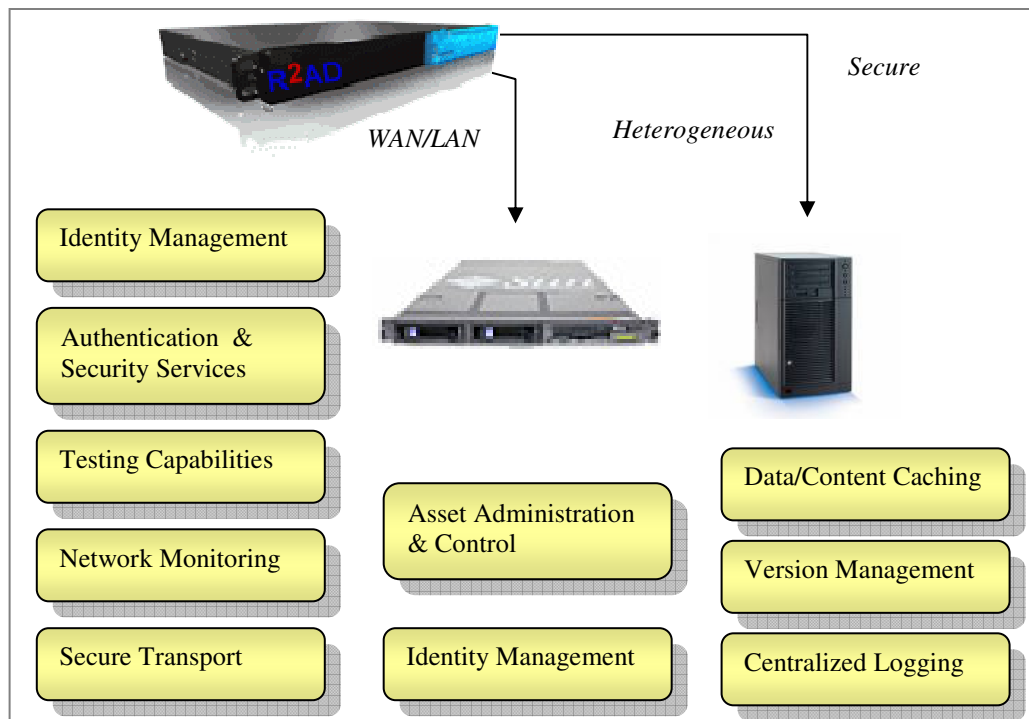 R2AD
Secure
WAN/LAN
Heterogeneous
Identity Management
Sun
Authentication &
Security Services
Testing Capabilities
Data/Content Caching
Asset Administration
& Control
Network Monitoring
Version Management
Secure Transport
Identity Management
Centralized Logging